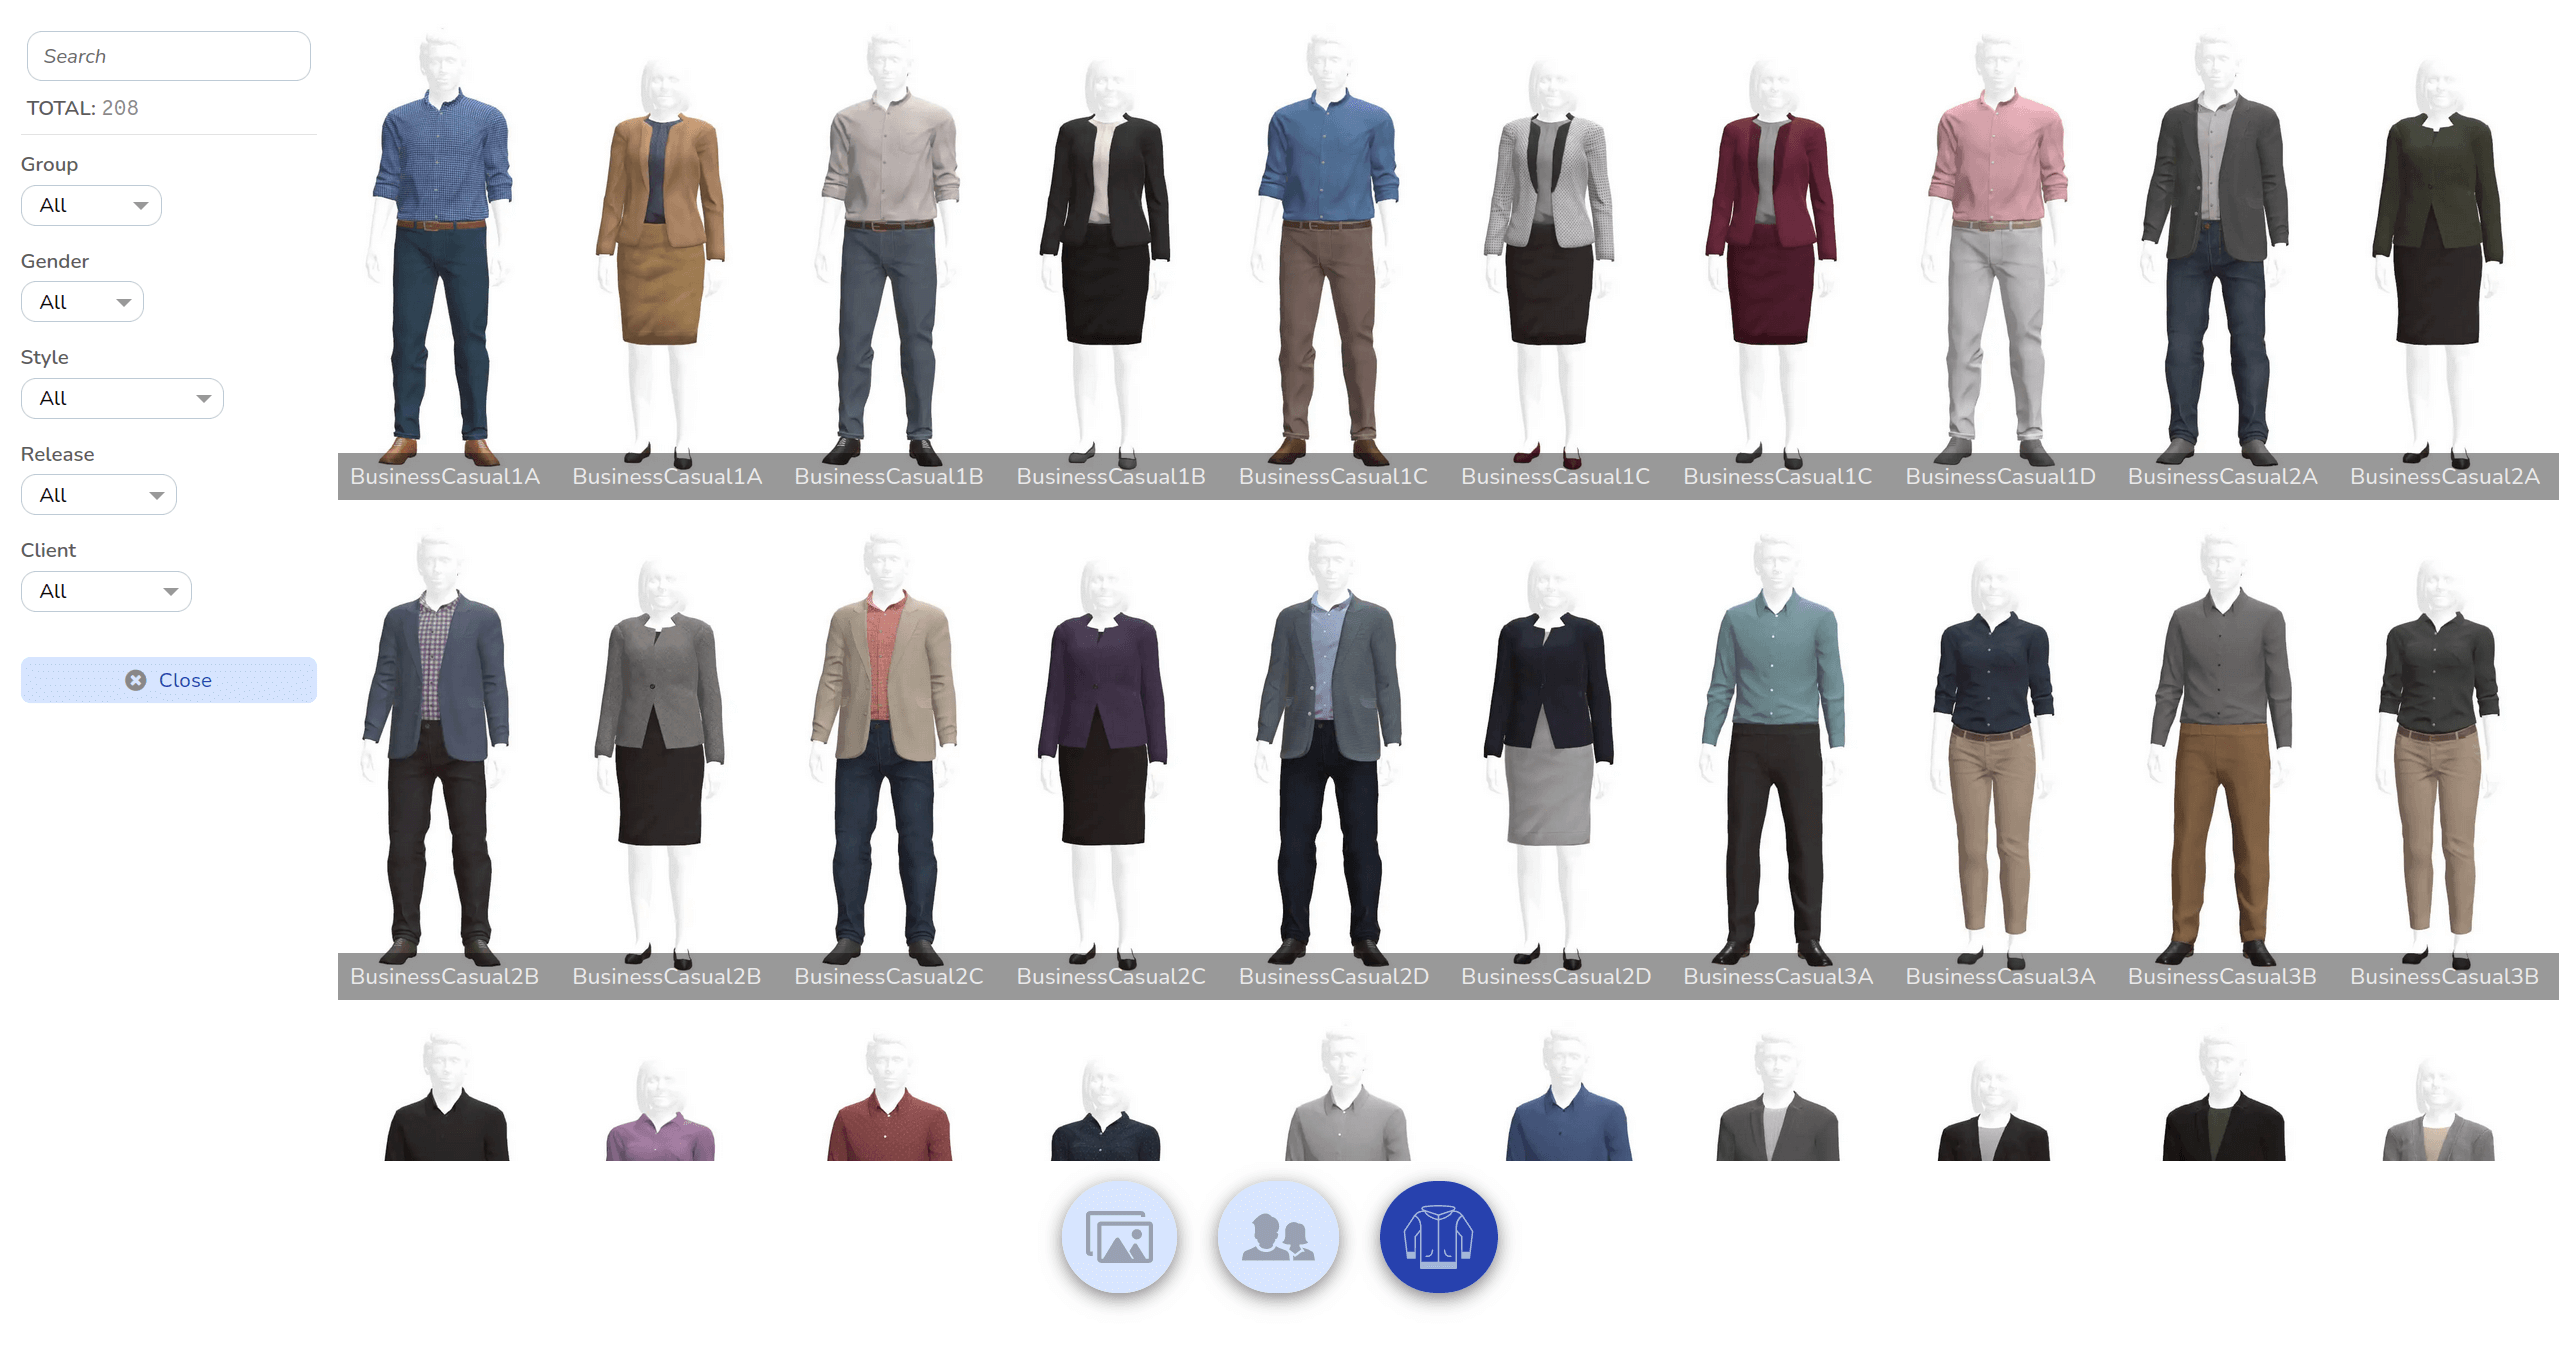 Search
TOTAL: 208
Group
All
Gender
All
Style
All
Release
All
Client
All
Close
BusinessCasual1A BusinessCasual1A BusinessCasual1B BusinessCasual1B BusinessCasual1C BusinessCasual1C BusinessCasual1C BusinessCasual1D BusinessCasual2A BusinessCasual2A
BusinessCasual2B BusinessCasual2B BusinessCasual2C BusinessCasual2C BusinessCasual2D BusinessCasual2D BusinessCasual3A BusinessCasual3A BusinessCasual3B BusinessCasual3B